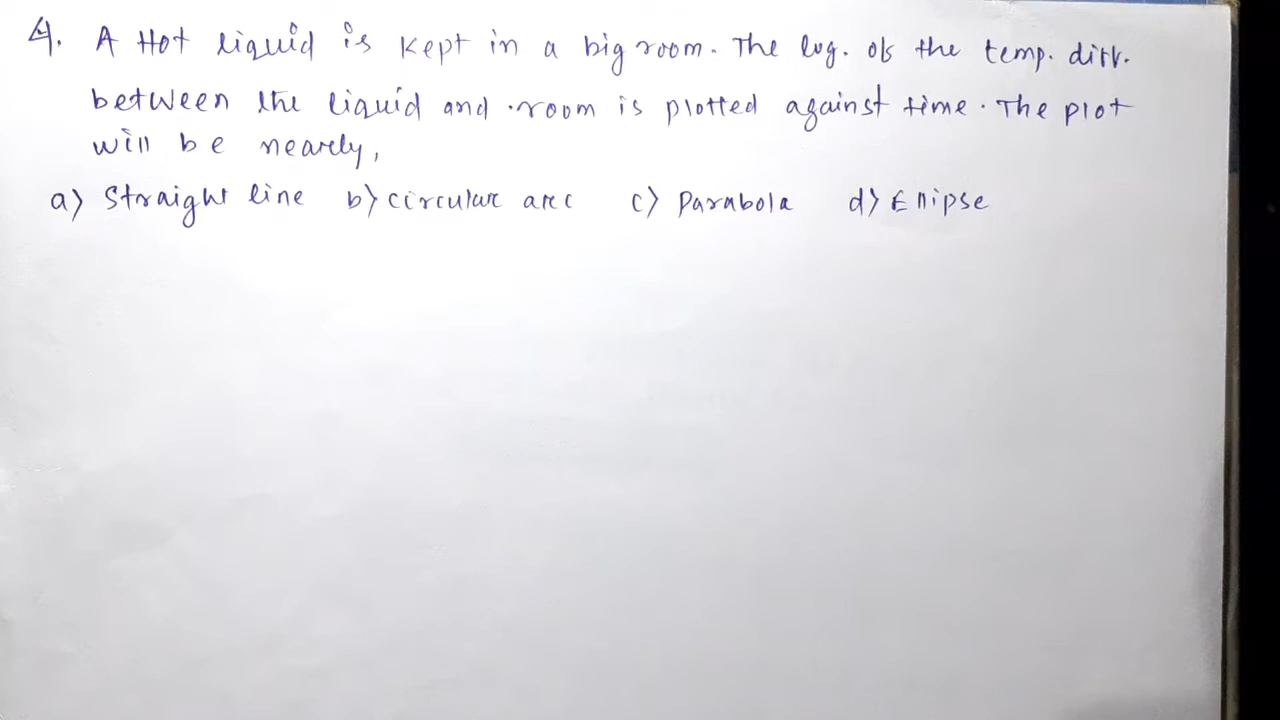 4. A Hot liquid is kept in a big room. The log. of the temp. diff.
between the liquid and room is plotted against time. The plot
will be nearly,
a) Straight line b) circular arc c) Parabola d) Ellipse